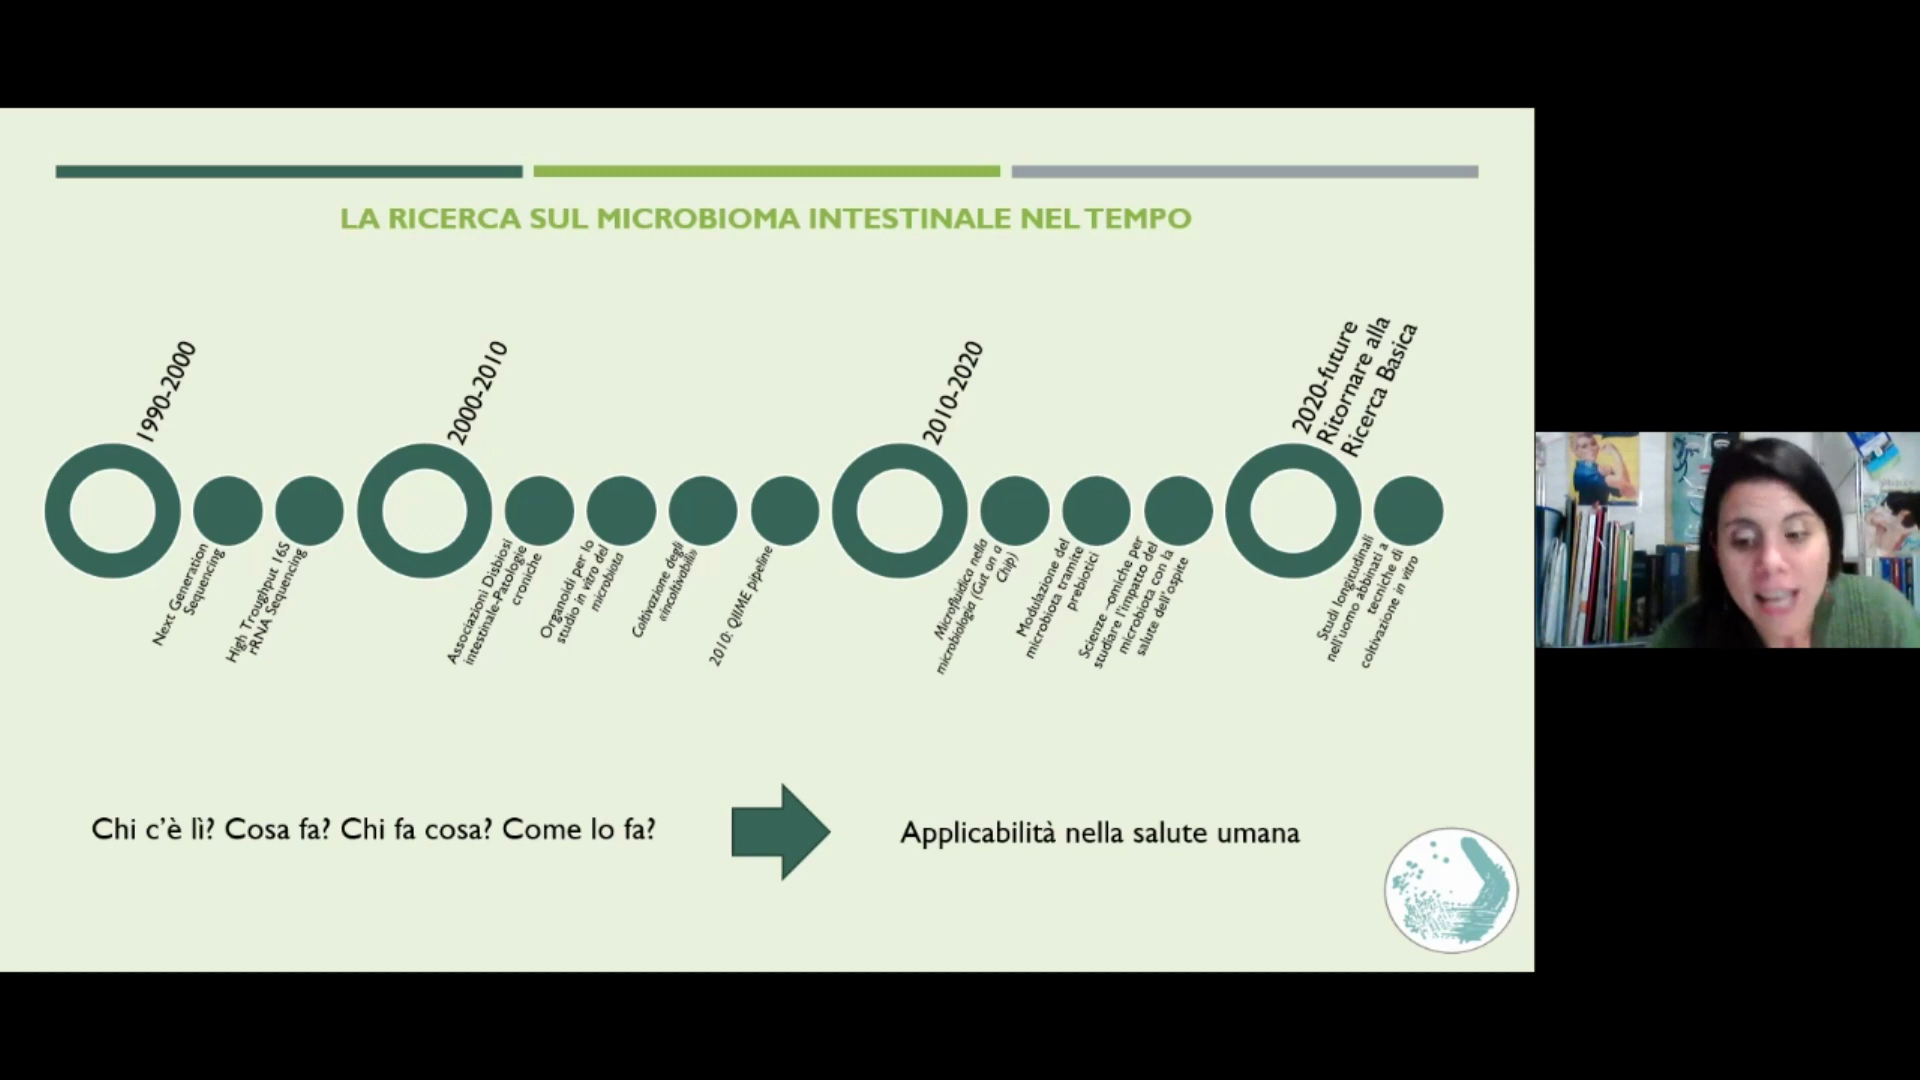 LA RICERCA SUL MICROBIOMA INTESTINALE NEL TEMPO
1990-2000
Next Generation
Sequencing
High Troughput 16S
rRNA Sequencing
2000-2010
Associazioni Disbiosi
intestinale-Patologie
croniche
Organoidi per lo
studio in vitro del
microbiota
Coltivazione degli
«incoltivabili»
2010: QIIME pipeline
2010-2020
Microfluidica nella
microbiologia (Gut on a
Chip)
Modulazione del
microbiota tramite
prebiotici
Scienze –omiche per
studiare l'impatto del
microbiota con la
salute dell'ospite
2020-future
Ritornare alla
Ricerca Basica
Studi longitudinali
nell'uomo abbinati a
tecniche di
coltivazione in vitro
Chi c'è lì? Cosa fa? Chi fa cosa? Come lo fa?
Applicabilità nella salute umana